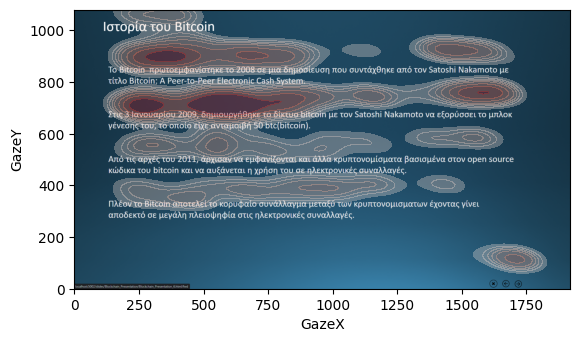 Ιστορία του Bitcoin
Το Bitcoin πρωτοεμφανίστηκε το 2008 σε μια δημοσίευση που συντάχθηκε από τον Satoshi Nakamoto με
τίτλο Bitcoin: A Peer-to-Peer Electronic Cash System.
Στις 3 Ιανουαρίου 2009, δημιουργήθηκε το δίκτυο bitcoin με τον Satoshi Nakamoto να εξορύσσει το μπλοκ
γένεσης του, το οποίο είχε ανταμοιβή 50 btc(bitcoin).
Από τις αρχές του 2011, άρχισαν να εμφανίζονται και άλλα κρυπτονομίσματα βασισμένα στον open source
κώδικα του bitcoin και να αυξάνεται η χρήση του σε ηλεκτρονικές συναλλαγές.
Πλέον το Bitcoin αποτελεί το κορυφαίο συνάλλαγμα μεταξύ των κρυπτονομισματων έχοντας γίνει
αποδεκτό σε μεγάλη πλειοψηφία στις ηλεκτρονικές συναλλαγές.
GazeY
1000
800
600
400
200
0
0 250 500 750 1000 1250 1500 1750
GazeX